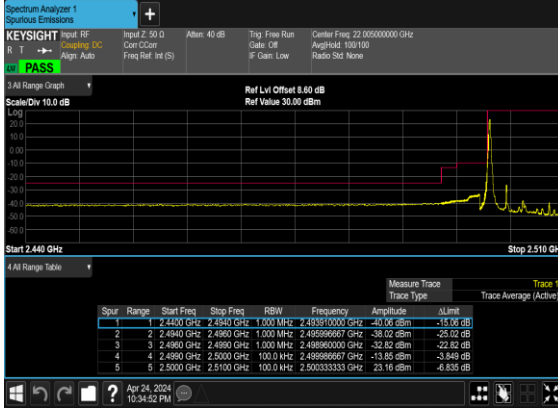 Spectrum Analyzer 1
Spurious Emissions
+
KEYSIGHT Input: RF Input Z: 50 Ω Atten: 40 dB Trig: Free Run Center Freq: 22.005000000 GHz
R T Coupling: DC Corr CCorr Gate: Off Avg|Hold: 100/100
Align: Auto Freq Ref: Int (S) IF Gain: Low Radio Std: None
LXI PASS
3 All Range Graph
Ref Lvl Offset 8.60 dB
Scale/Div 10.0 dB Ref Value 30.00 dBm
Log
20.0
10.0
0.00
-10.0
-20.0
-30.0
-40.0
-50.0
-60.0
Start 2.440 GHz Stop 2.510 GH
4 All Range Table
Measure Trace Trace 1
Trace Type Trace Average (Active)
Spur Range Start Freq Stop Freq RBW Frequency Amplitude ΔLimit
1 1 2.4400 GHz 2.4940 GHz 1.000 MHz 2.493910000 GHz -40.06 dBm -15.06 dB
2 2 2.4940 GHz 2.4960 GHz 1.000 MHz 2.495996667 GHz -38.02 dBm -25.02 dB
3 3 2.4960 GHz 2.4990 GHz 1.000 MHz 2.498960000 GHz -32.82 dBm -22.82 dB
4 4 2.4990 GHz 2.5000 GHz 100.0 kHz 2.499986667 GHz -13.85 dBm -3.849 dB
5 5 2.5000 GHz 2.5100 GHz 100.0 kHz 2.500333333 GHz 23.16 dBm -6.835 dB
? Apr 24, 2024
10:34:52 PM